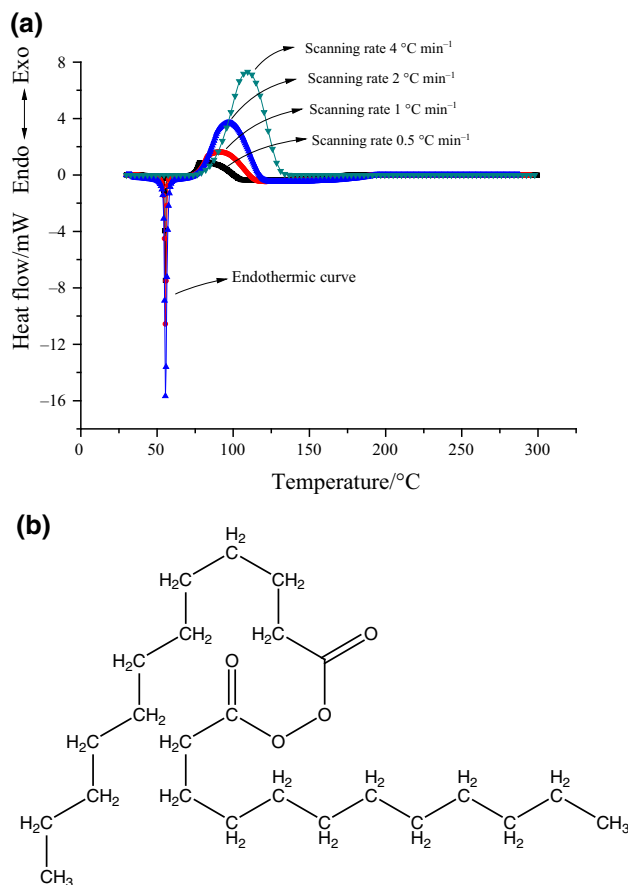 (a)
Scanning rate 4 °C min⁻¹
Scanning rate 2 °C min⁻¹
Scanning rate 1 °C min⁻¹
Scanning rate 0.5 °C min⁻¹
Endothermic curve
Heat flow/mW Endo ⟷ Exo
8
4
0
−4
−8
−12
−16
0 50 100 150 200 250 300
Temperature/°C
(b)
H₂
C
H₂C CH₂
CH₂ H₂C O
H₂C O
CH₂ C O
H₂C H₂C O
H₂ H₂ H₂ H₂
CH₂ H₂C C C C C
H₂C C C C C CH₃
H₂ H₂ H₂ H₂
CH₃